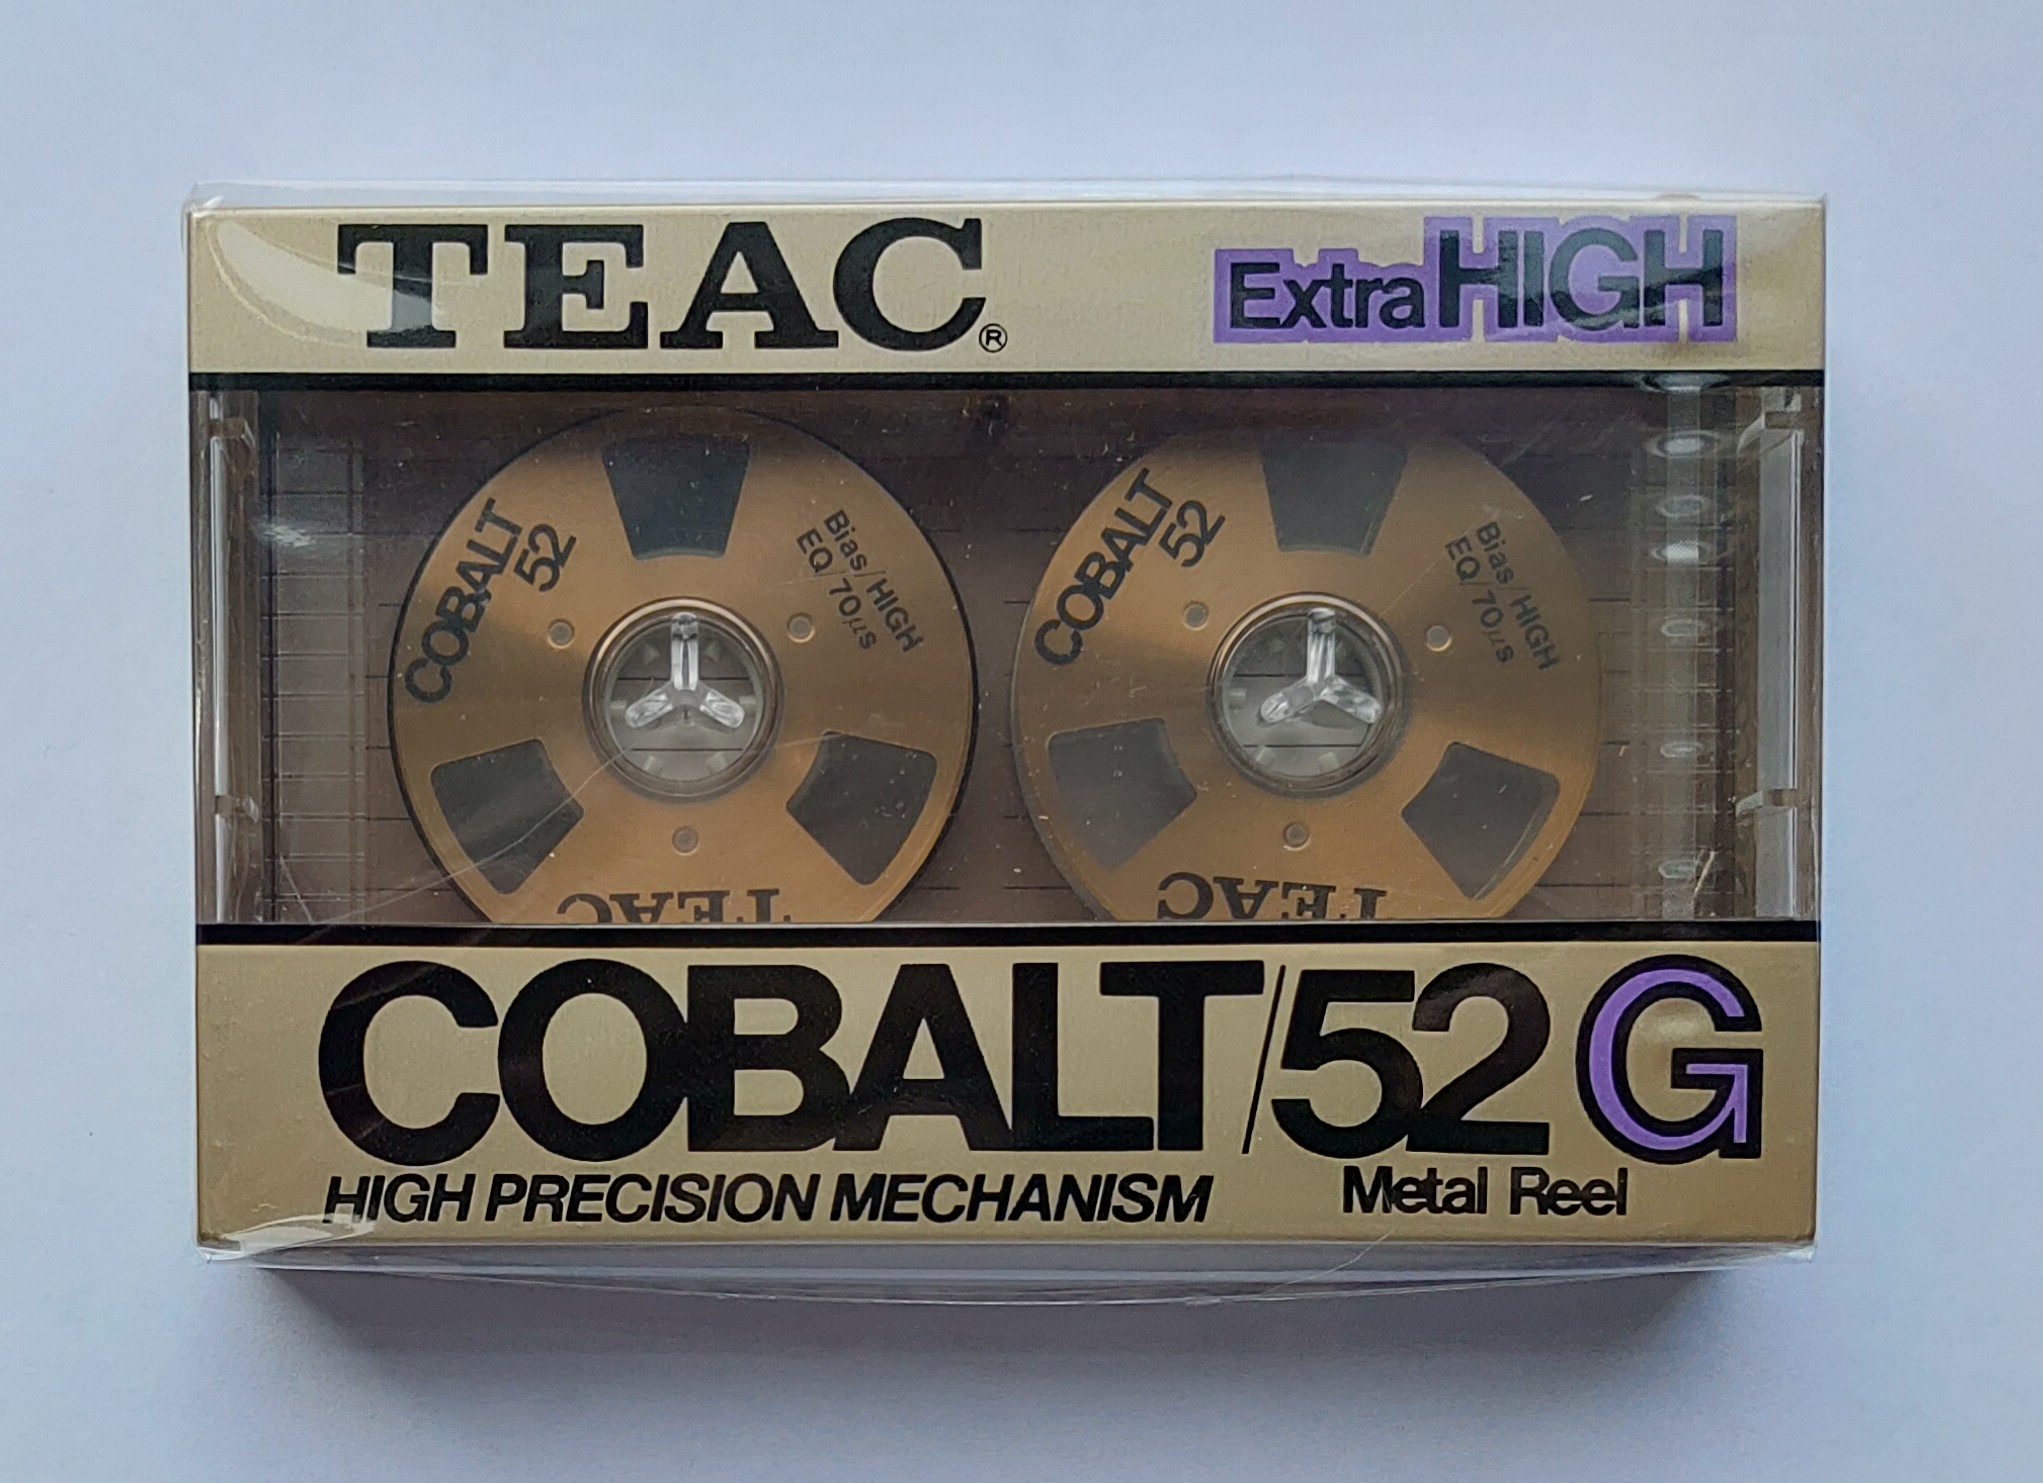 TEAC®
ExtraHIGH
COBALT
52
Bias/HIGH
EQ/70μs
TEAC
COBALT
52
Bias/HIGH
EQ/70μs
TEAC
COBALT/52 G
HIGH PRECISION MECHANISM
Metal Reel